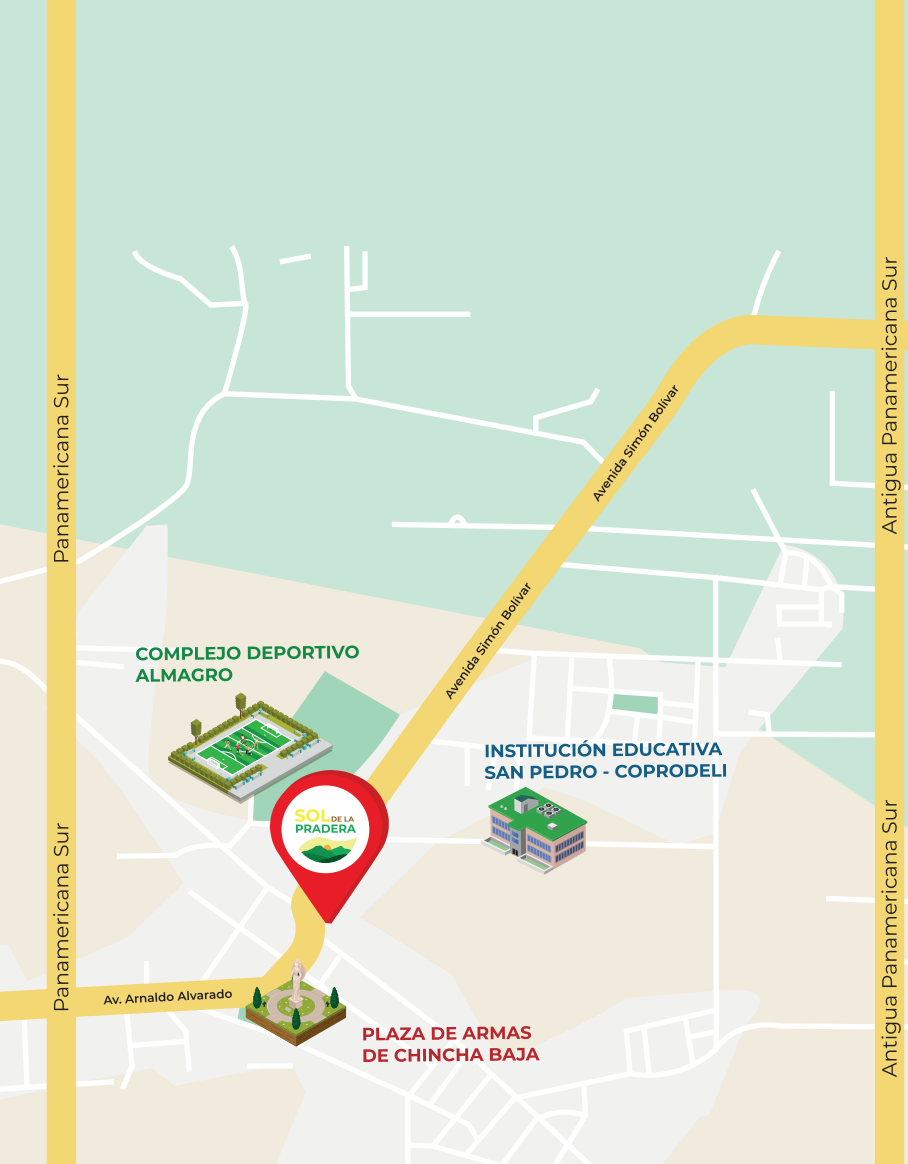 Antigua Panamericana Sur
Panamericana Sur
Avenida Simón Bolívar
Avenida Simón Bolívar
COMPLEJO DEPORTIVO
ALMAGRO
INSTITUCIÓN EDUCATIVA
SAN PEDRO - COPRODELI
SOL DE LA
PRADERA
Panamericana Sur
Antigua Panamericana Sur
Av. Arnaldo Alvarado
PLAZA DE ARMAS
DE CHINCHA BAJA